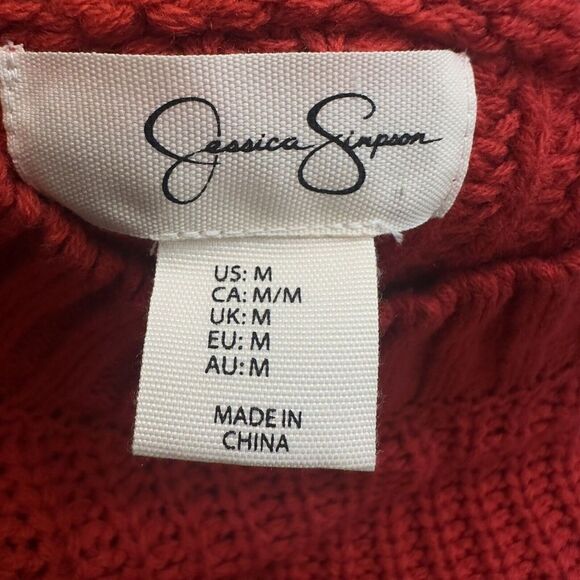 Jessica Simpson
US: M
CA: M/M
UK: M
EU: M
AU: M
MADE IN
CHINA